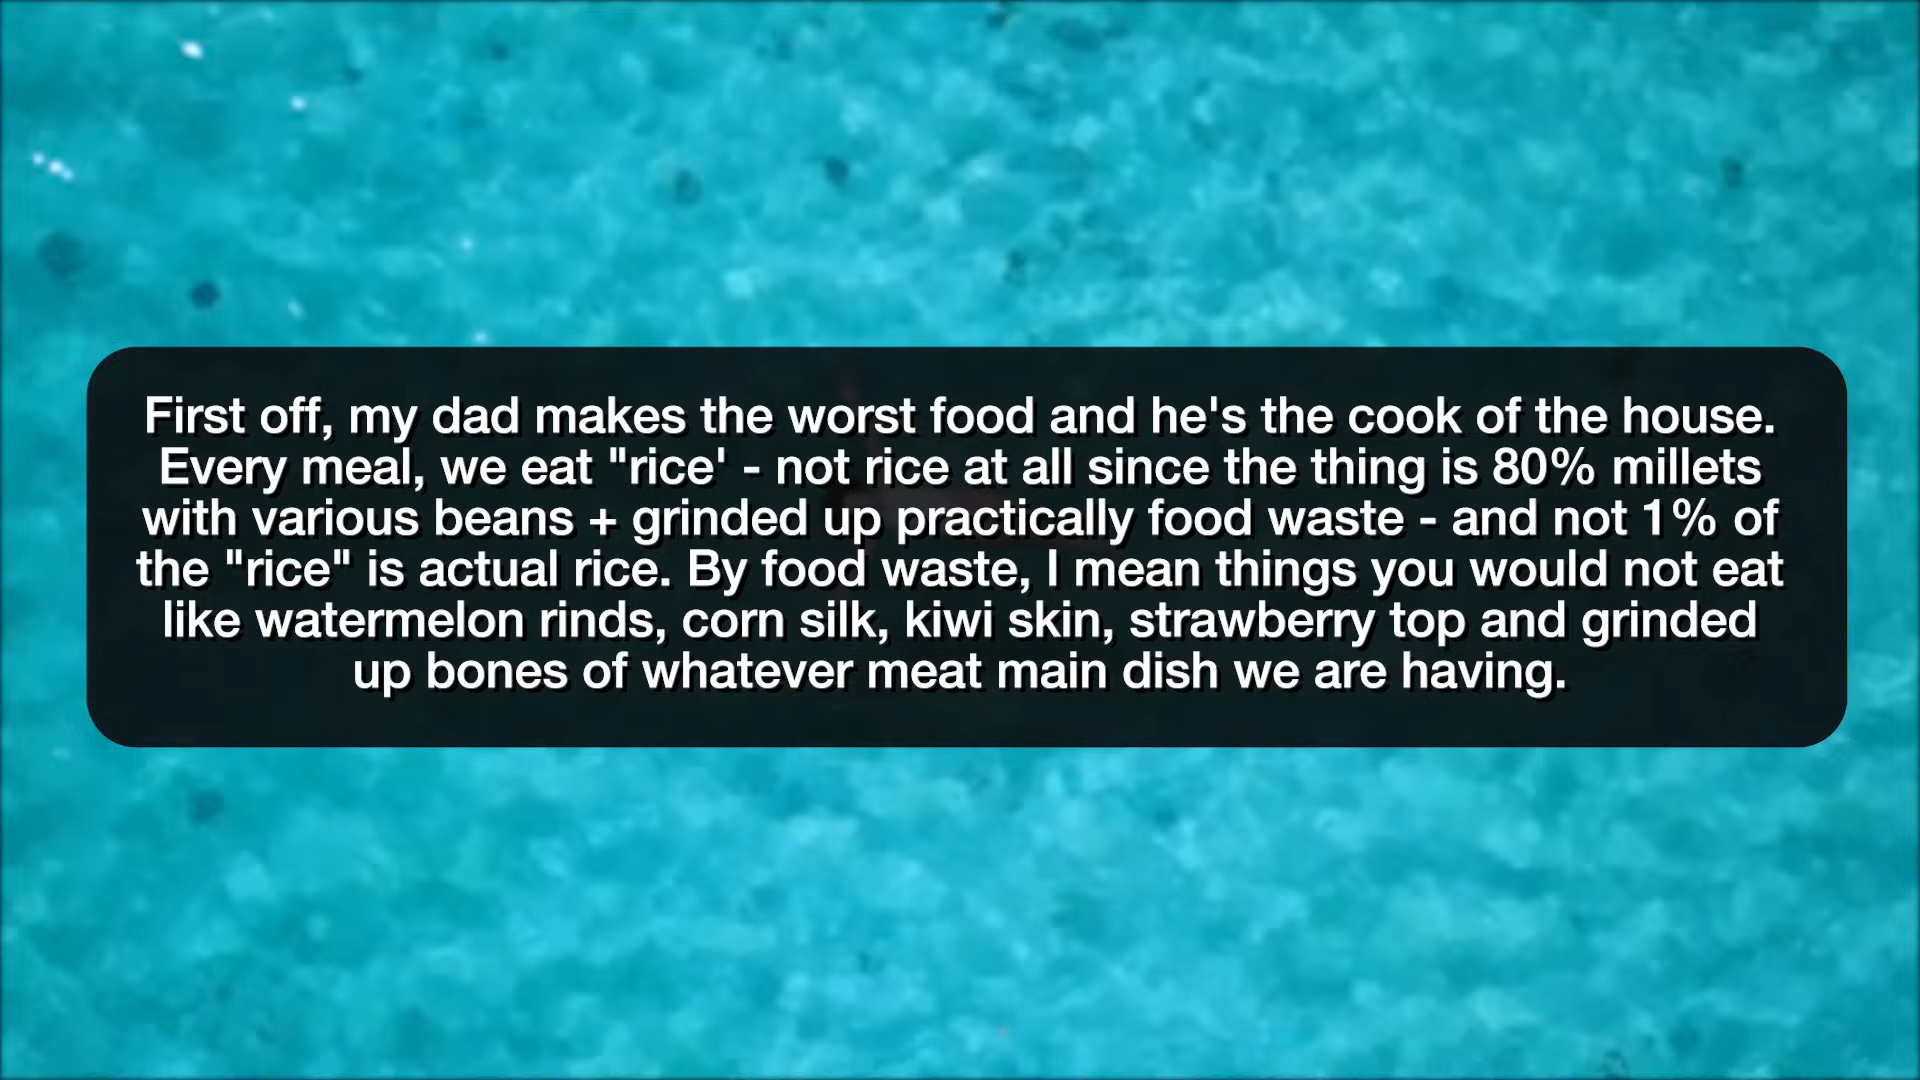 First off, my dad makes the worst food and he's the cook of the house.
Every meal, we eat "rice' - not rice at all since the thing is 80% millets
with various beans + grinded up practically food waste - and not 1% of
the "rice" is actual rice. By food waste, I mean things you would not eat
like watermelon rinds, corn silk, kiwi skin, strawberry top and grinded
up bones of whatever meat main dish we are having.